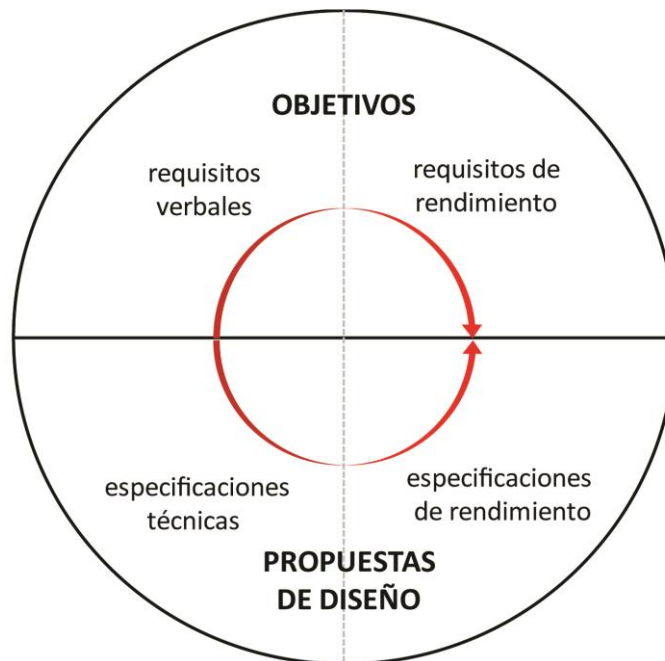 OBJETIVOS
requisitos
verbales
requisitos de
rendimiento
especificaciones
técnicas
especificaciones
de rendimiento
PROPUESTAS
DE DISEÑO